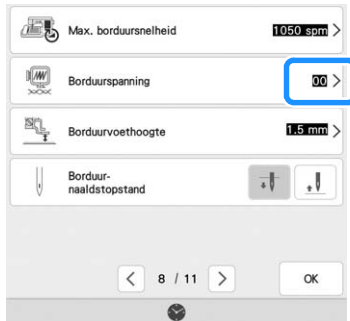 Max. borduursnelheid 1050 spm
Borduurspanning 00
Borduurvoethoogte 1.5 mm
Borduur-
naaldstopstand
8 / 11 OK